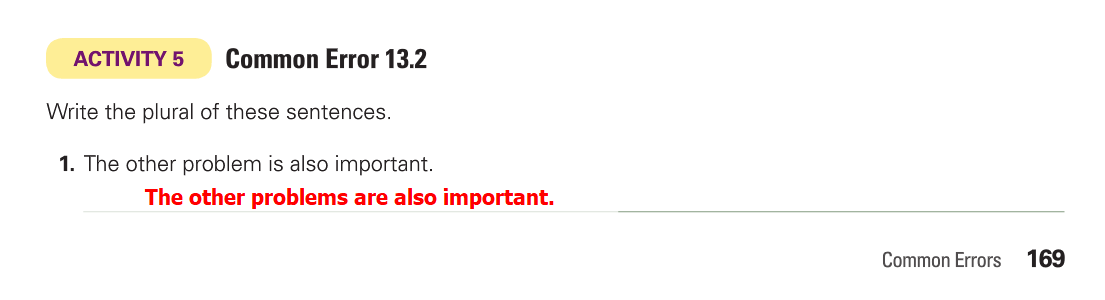 ACTIVITY 5 Common Error 13.2
Write the plural of these sentences.
1. The other problem is also important.
The other problems are also important.
Common Errors 169